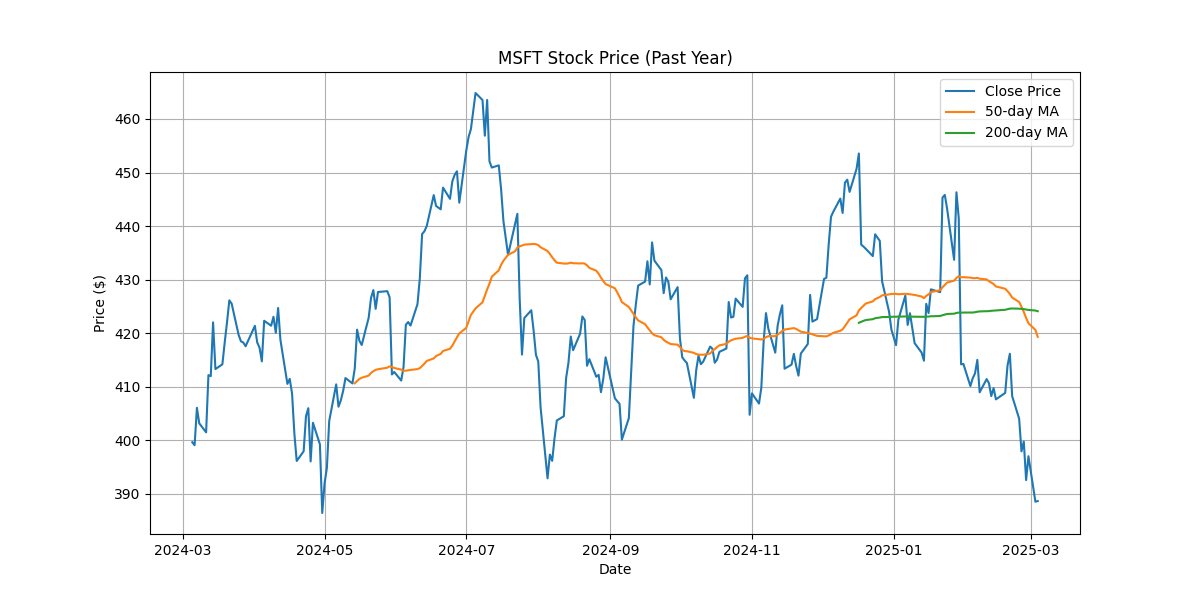 MSFT Stock Price (Past Year)
Close Price
50-day MA
200-day MA
Price ($)
460
450
440
430
420
410
400
390
2024-03
2024-05
2024-07
2024-09
2024-11
2025-01
2025-03
Date